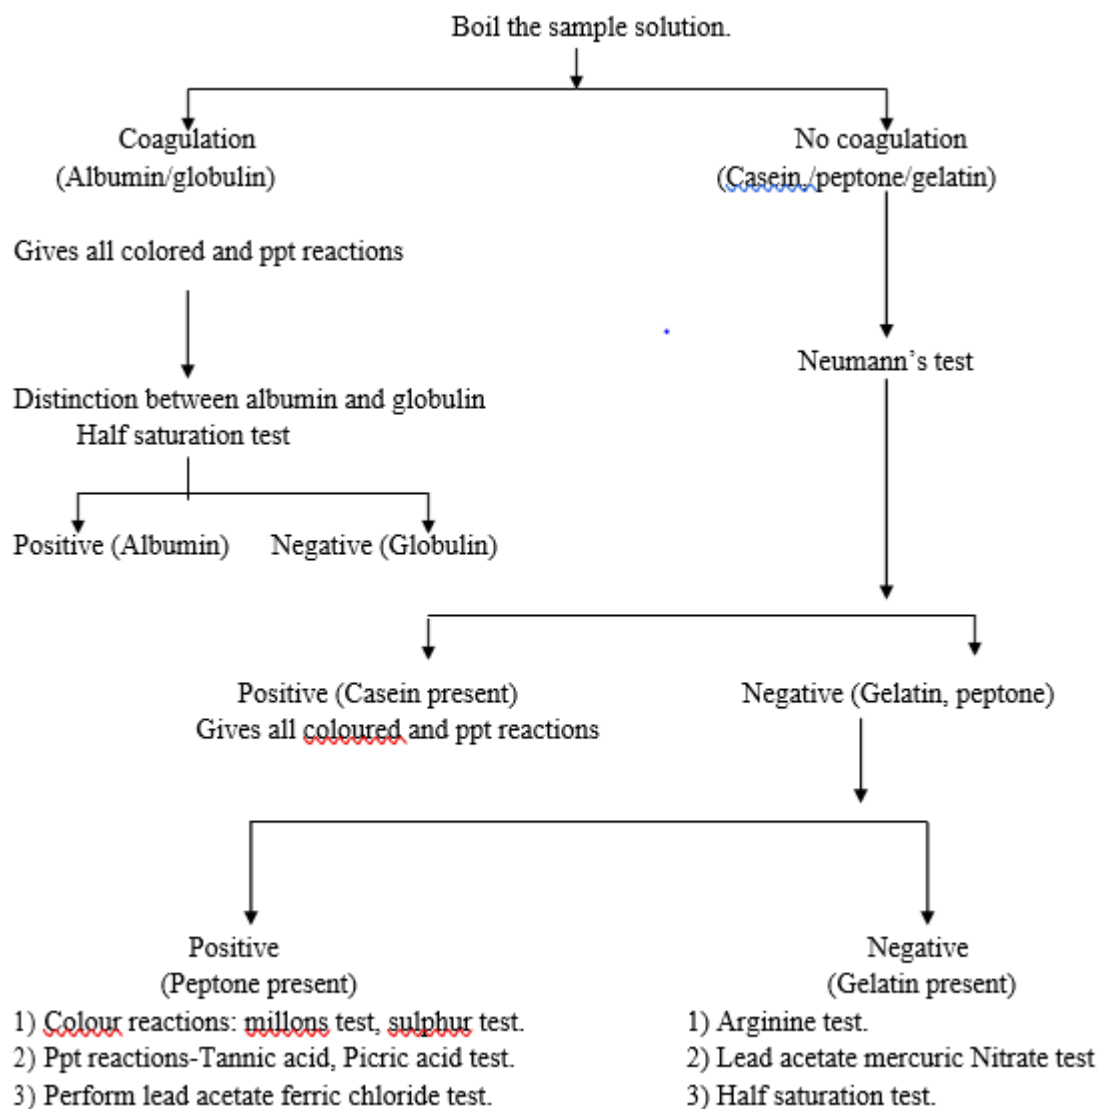 Boil the sample solution.
Coagulation
(Albumin/globulin)
No coagulation
(Casein./peptone/gelatin)
Gives all colored and ppt reactions
Neumann’s test
Distinction between albumin and globulin
Half saturation test
Positive (Albumin)
Negative (Globulin)
Positive (Casein present)
Gives all coloured and ppt reactions
Negative (Gelatin, peptone)
Positive
(Peptone present)
1) Colour reactions: millons test, sulphur test.
2) Ppt reactions-Tannic acid, Picric acid test.
3) Perform lead acetate ferric chloride test.
Negative
(Gelatin present)
1) Arginine test.
2) Lead acetate mercuric Nitrate test
3) Half saturation test.